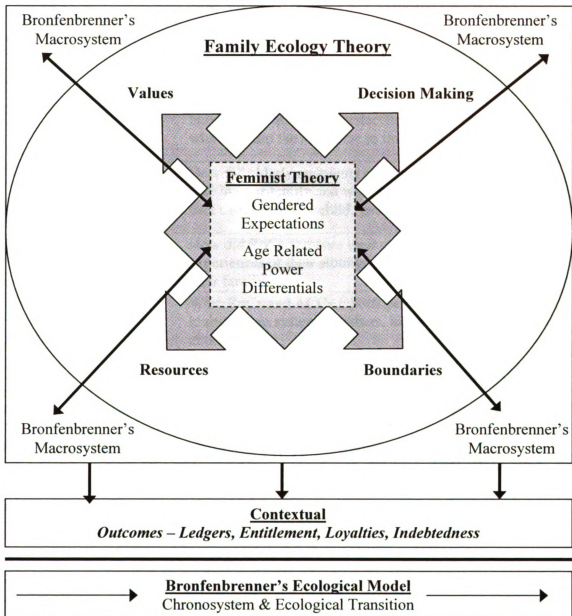 Bronfenbrenner's
Macrosystem
Bronfenbrenner's
Macrosystem
Family Ecology Theory
Values
Decision Making
Feminist Theory
Gendered
Expectations
Age Related
Power
Differentials
Resources
Boundaries
Bronfenbrenner's
Macrosystem
Bronfenbrenner's
Macrosystem
Contextual
Outcomes – Ledgers, Entitlement, Loyalties, Indebtedness
Bronfenbrenner's Ecological Model
Chronosystem & Ecological Transition